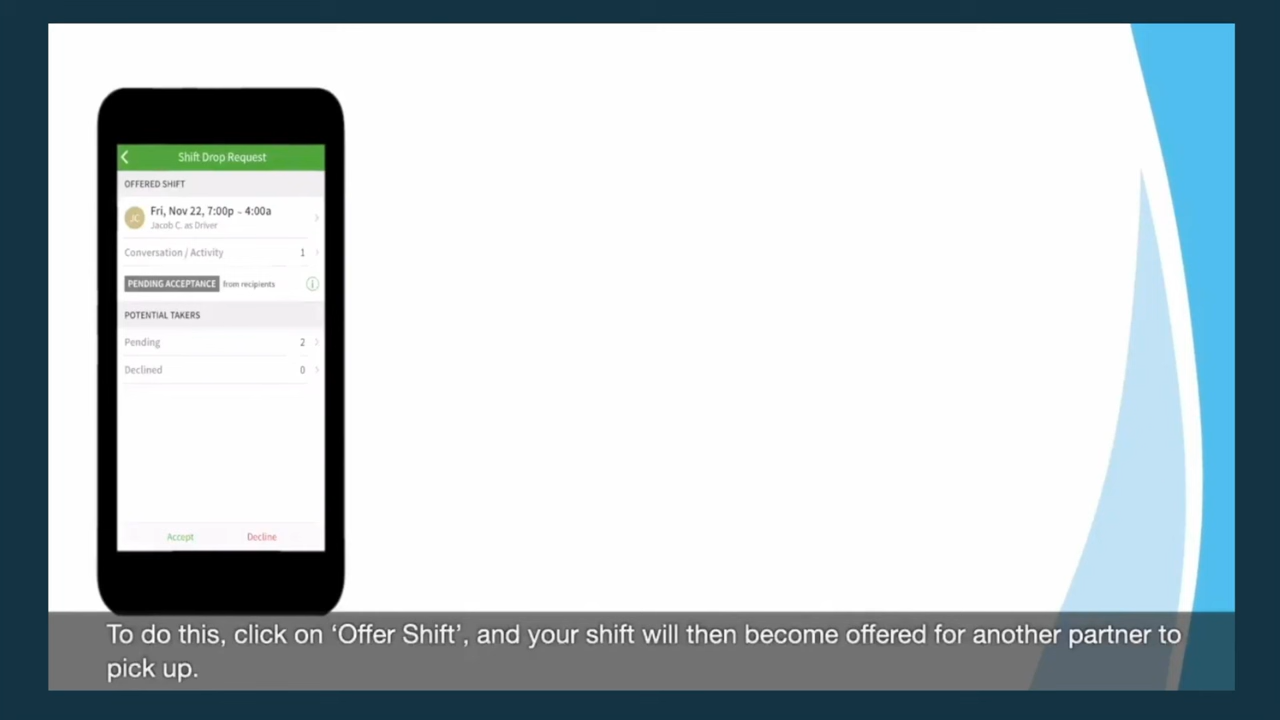 Shift Drop Request
OFFERED SHIFT
JC
Fri, Nov 22, 7:00p - 4:00a
Jacob C. as Driver
Conversation / Activity 1
PENDING ACCEPTANCE from recipients
POTENTIAL TAKERS
Pending 2
Declined 0
Accept Decline
To do this, click on ‘Offer Shift’, and your shift will then become offered for another partner to
pick up.